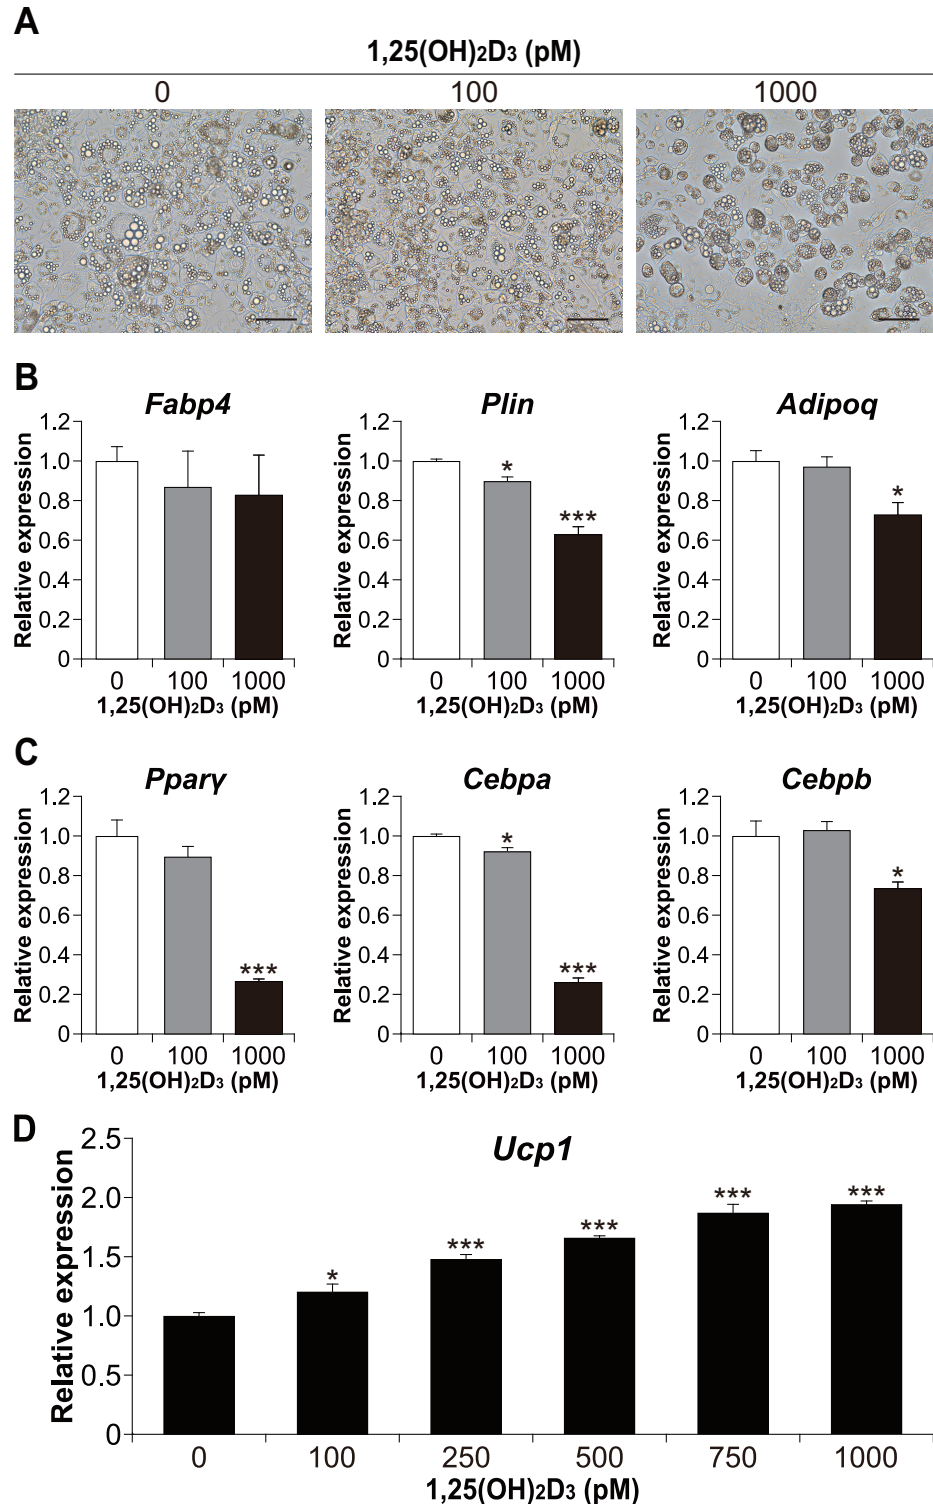 A
1,25(OH)₂D₃ (pM)
0 100 1000
B
Fabp4 Plin Adipoq
Relative expression Relative expression Relative expression
1.2 1.2 1.2
1.0 1.0 1.0
0.8 0.8 0.8
0.6 0.6 0.6
0.4 0.4 0.4
0.2 0.2 0.2
0 0 0
* *** *
0 100 1000 0 100 1000 0 100 1000
1,25(OH)₂D₃ (pM) 1,25(OH)₂D₃ (pM) 1,25(OH)₂D₃ (pM)
C
Pparγ Cebpa Cebpb
Relative expression Relative expression Relative expression
1.2 1.2 1.2
1.0 1.0 1.0
0.8 0.8 0.8
0.6 0.6 0.6
0.4 0.4 0.4
0.2 0.2 0.2
0 0 0
*** * *** *
0 100 1000 0 100 1000 0 100 1000
1,25(OH)₂D₃ (pM) 1,25(OH)₂D₃ (pM) 1,25(OH)₂D₃ (pM)
D
Ucp1
Relative expression
2.5
2.0
1.5
1.0
0.5
0
* *** *** *** ***
0 100 250 500 750 1000
1,25(OH)₂D₃ (pM)